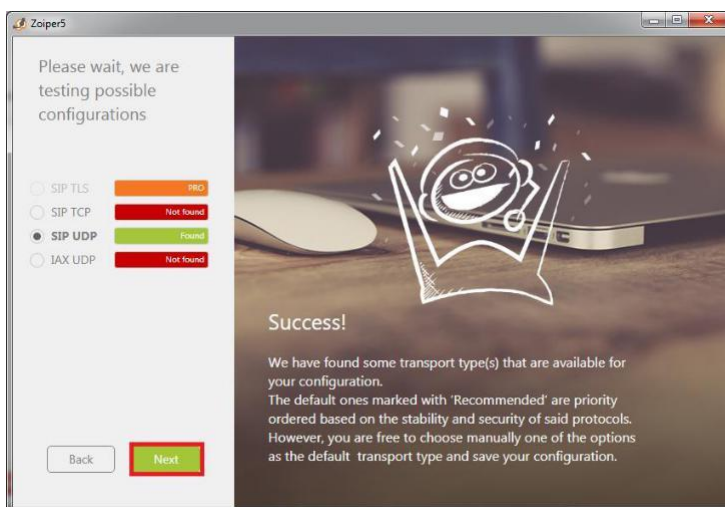 Zoiper5
Please wait, we are
testing possible
configurations
SIP TLS PRO
SIP TCP Not found
SIP UDP Found
IAX UDP Not found
Back Next
Success!
We have found some transport type(s) that are available for
your configuration.
The default ones marked with 'Recommended' are priority
ordered based on the stability and security of said protocols.
However, you are free to choose manually one of the options
as the default transport type and save your configuration.